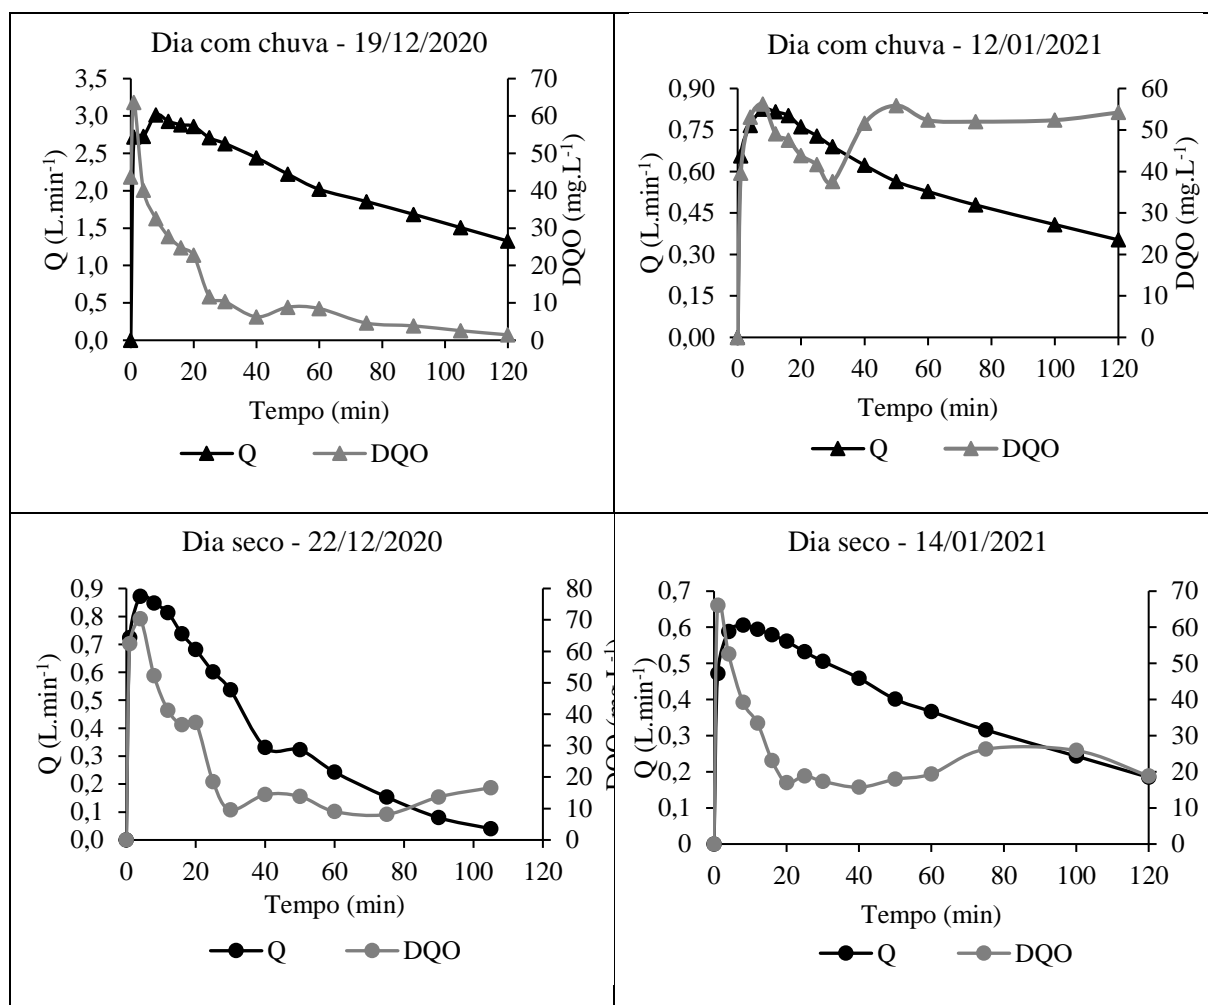 Dia com chuva - 19/12/2020
3,5
3,0
2,5
2,0
1,5
1,0
0,5
0,0
Q (L.min-1)
70
60
50
40
30
20
10
0
DQO (mg.L-1)
0 20 40 60 80 100 120
Tempo (min)
Q DQO
Dia com chuva - 12/01/2021
0,90
0,75
0,60
0,45
0,30
0,15
0,00
Q (L.min-1)
60
50
40
30
20
10
0
DQO (mg.L-1)
0 20 40 60 80 100 120
Tempo (min)
Q DQO
Dia seco - 22/12/2020
0,9
0,8
0,7
0,6
0,5
0,4
0,3
0,2
0,1
0,0
Q (L.min-1)
80
70
60
50
40
30
20
10
0
DQO (mg.L-1)
0 20 40 60 80 100 120
Tempo (min)
Q DQO
Dia seco - 14/01/2021
0,7
0,6
0,5
0,4
0,3
0,2
0,1
0
Q (L.min-1)
70
60
50
40
30
20
10
0
0 20 40 60 80 100 120
Tempo (min)
Q DQO